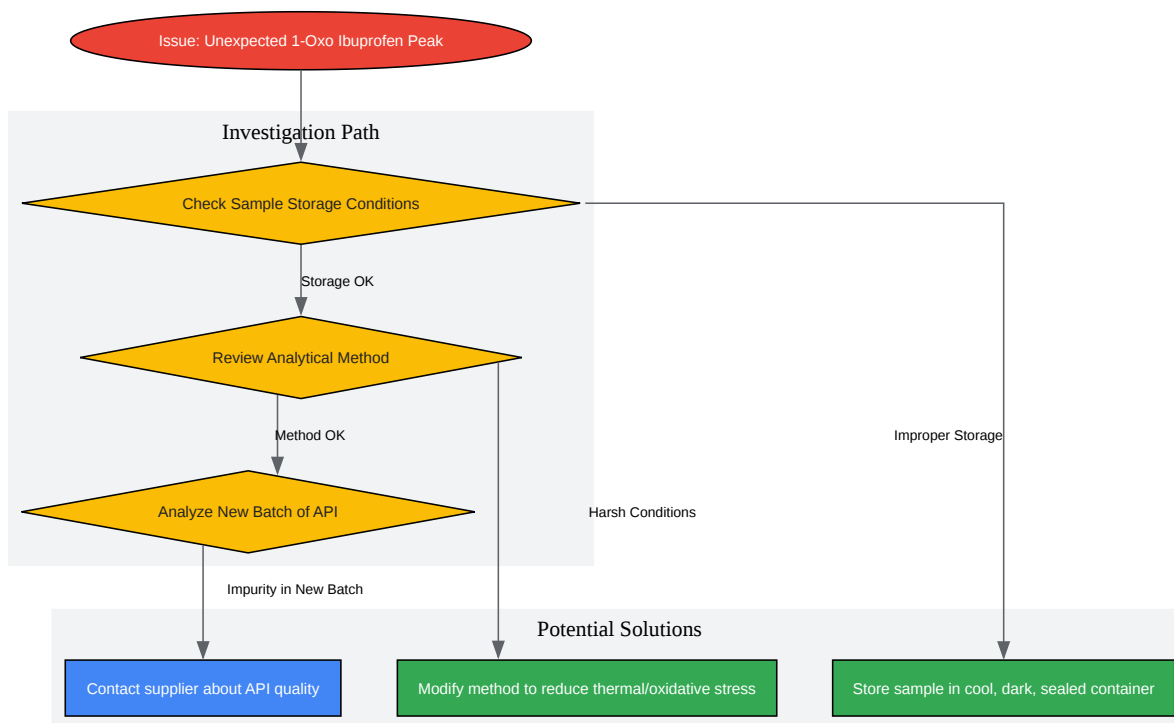 Issue: Unexpected 1-Oxo Ibuprofen Peak
Investigation Path
Check Sample Storage Conditions
Storage OK
Review Analytical Method
Method OK
Improper Storage
Analyze New Batch of API
Harsh Conditions
Impurity in New Batch
Potential Solutions
Contact supplier about API quality
Modify method to reduce thermal/oxidative stress
Store sample in cool, dark, sealed container